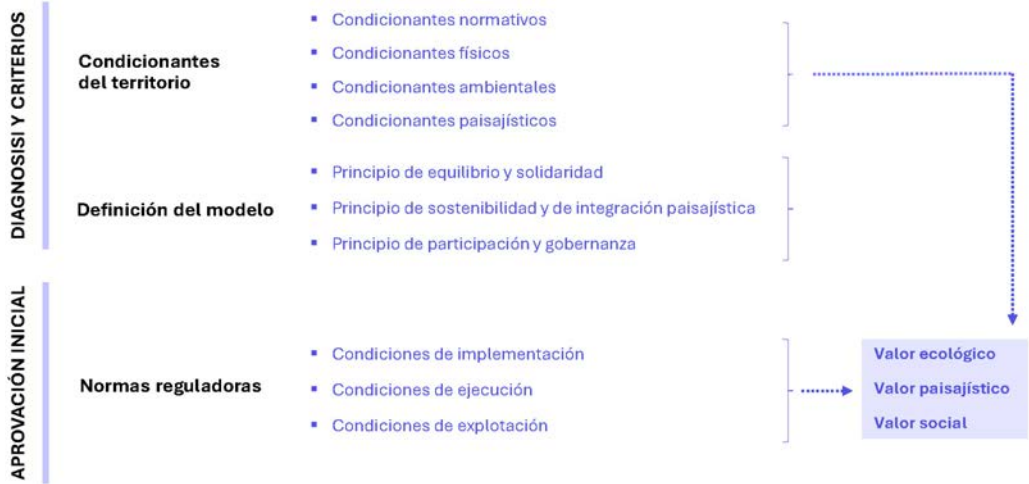 DIAGNOSISI Y CRITERIOS
Condicionantes
del territorio
▪ Condicionantes normativos
▪ Condicionantes físicos
▪ Condicionantes ambientales
▪ Condicionantes paisajísticos
Definición del modelo
▪ Principio de equilibrio y solidaridad
▪ Principio de sostenibilidad y de integración paisajística
▪ Principio de participación y gobernanza
APROVACIÓN INICIAL
Normas reguladoras
▪ Condiciones de implementación
▪ Condiciones de ejecución
▪ Condiciones de explotación
Valor ecológico
Valor paisajístico
Valor social